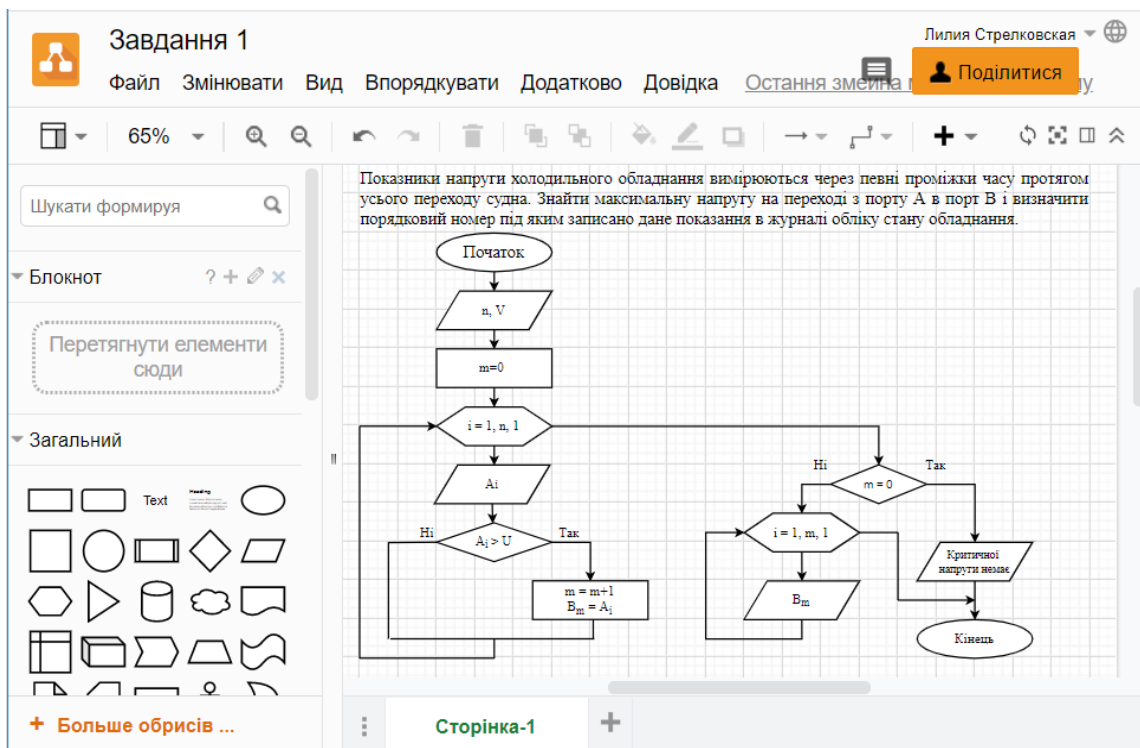 Завдання 1
Лилия Стрелковская
Файл Змінювати Вид Впорядкувати Додатково Довідка Остання змейна
Поділитися
65%
Шукати формируя
Блокнот
Перетягнути елементи
сюди
Загальний
Text
Heading
Больше обрисів ...
Показники напруги холодильного обладнання вимірюються через певні проміжки часу протягом
усього переходу судна. Знайти максимальну напругу на переході з порту А в порт В і визначити
порядковий номер під яким записано дане показання в журналі обліку стану обладнання.
Початок
n, V
m=0
i = 1, n, 1
Ai
Ні
Ai > U
Так
m = m+1
Bm = Ai
Ні
m = 0
Так
i = 1, m, 1
Bm
Критичної
напруги немає
Кінець
Сторінка-1